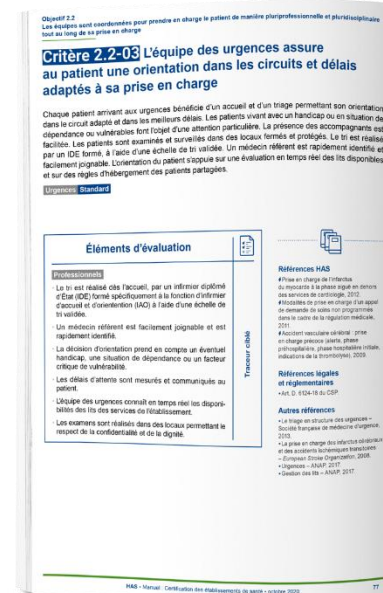 Objectif 2.2
Les équipes sont coordonnées pour prendre en charge le patient de manière pluriprofessionnelle et pluridisciplinaire
tout au long de sa prise en charge
Critère 2.2-03 L'équipe des urgences assure
au patient une orientation dans les circuits et délais
adaptés à sa prise en charge
Chaque patient arrivant aux urgences bénéficie d'un accueil et d'un triage permettant son orientation
dans le circuit adapté et dans les meilleurs délais. Les patients vivant avec un handicap ou en situation de
dépendance ou vulnérables font l'objet d'une attention particulière. La présence des accompagnants est
facilitée. Les patients sont examinés et surveillés dans des locaux fermés et protégés. Le tri est réalisé
par un IDE formé, à l'aide d'une échelle de tri validée. Un médecin référent est rapidement identifié et
facilement joignable. L'orientation du patient s'appuie sur une évaluation en temps réel des lits disponibles
et sur des règles d'hébergement des patients partagées.
Urgences Standard
Éléments d'évaluation
Professionnels
• Le tri est réalisé dès l'accueil, par un infirmier diplômé
d'État (IDE) formé spécifiquement à la fonction d'infirmier
d'accueil et d'orientation (IAO) à l'aide d'une échelle de
tri validée.
• Un médecin référent est facilement joignable et est
rapidement identifié.
• La décision d'orientation prend en compte un éventuel
handicap, une situation de dépendance ou un facteur
critique de vulnérabilité.
• Les délais d'attente sont mesurés et communiqués au
patient.
• L'équipe des urgences connaît en temps réel les disponi-
bilités des lits des services de l'établissement.
• Les examens sont réalisés dans des locaux permettant le
respect de la confidentialité et de la dignité.
Traceur ciblé
Références HAS
# Prise en charge de l'infarctus
du myocarde à la phase aiguë en dehors
des services de cardiologie, 2012.
# Modalités de prise en charge d'un appel
de demande de soins non programmés
dans le cadre de la régulation médicale,
2011.
# Accident vasculaire cérébral : prise
en charge précoce (alerte, phase
préhospitalière, phase hospitalière initiale,
indications de la thrombolyse), 2009.
Références légales
et réglementaires
• Art. D. 6124-18 du CSP.
Autres références
• Le triage en structure des urgences –
Société française de médecine d'urgence,
2013.
• La prise en charge des infarctus cérébraux
et des accidents ischémiques transitoires
– European Stroke Organization, 2008.
• Urgences – ANAP, 2017.
• Gestion des lits – ANAP, 2017.
HAS • Manuel : Certification des établissements de santé • octobre 2020
77